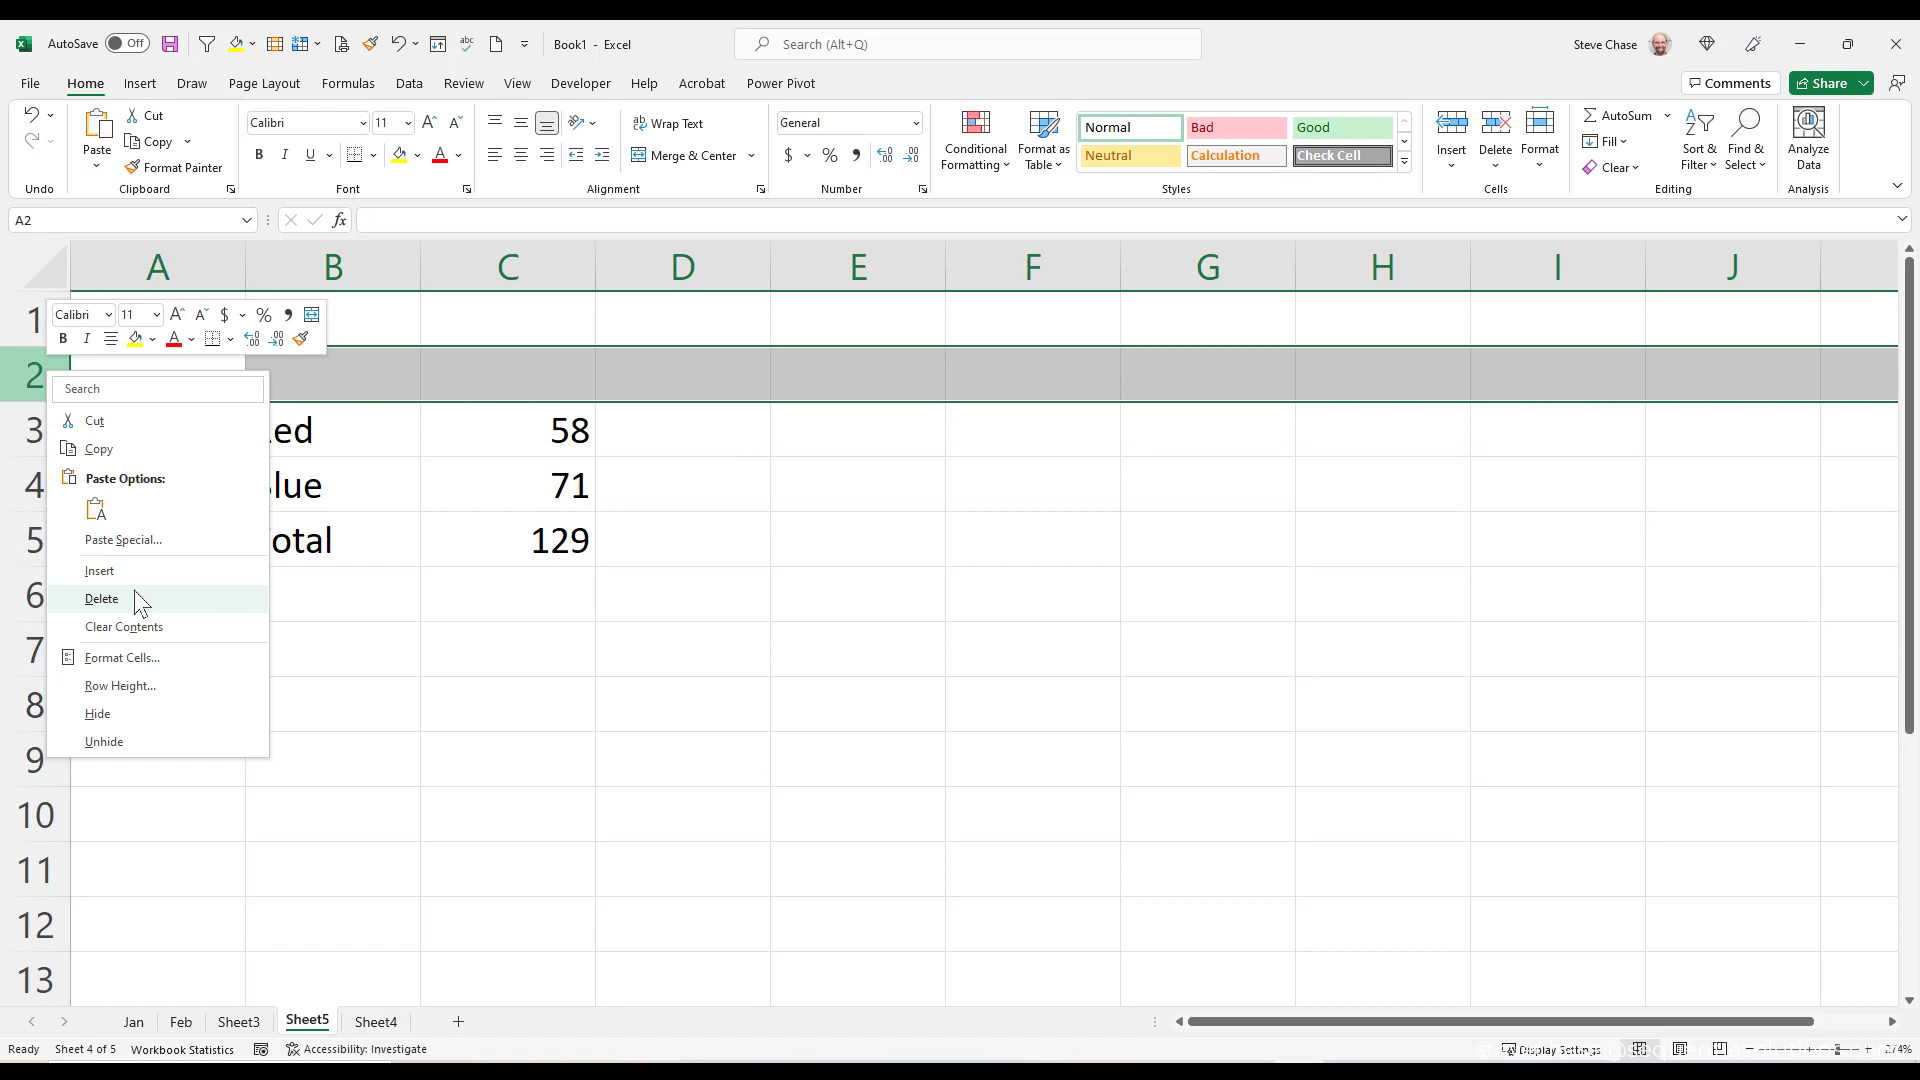 AutoSave Off Book1 - Excel Search (Alt+Q) Steve Chase
File Home Insert Draw Page Layout Formulas Data Review View Developer Help Acrobat Power Pivot Comments Share
Cut
Copy
Format Painter
Paste
Calibri 11
B I U
Wrap Text
Merge & Center
General
$ % ,
Conditional Formatting
Format as Table
Normal Bad Good
Neutral Calculation Check Cell
Insert Delete Format
AutoSum
Fill
Clear
Sort & Filter
Find & Select
Analyze Data
Undo Clipboard Font Alignment Number Styles Cells Editing Analysis
A2 fx
A B C D E F G H I J
1
Calibri 11 A A $ % ,
B I A
2
Search
Cut
Copy
Paste Options:
Paste Special...
Insert
Delete
Clear Contents
Format Cells...
Row Height...
Hide
Unhide
3 ed 58
4 lue 71
5 otal 129
6
7
8
9
10
11
12
13
Jan Feb Sheet3 Sheet5 Sheet4
Ready Sheet 4 of 5 Workbook Statistics Accessibility: Investigate Display Settings 274%